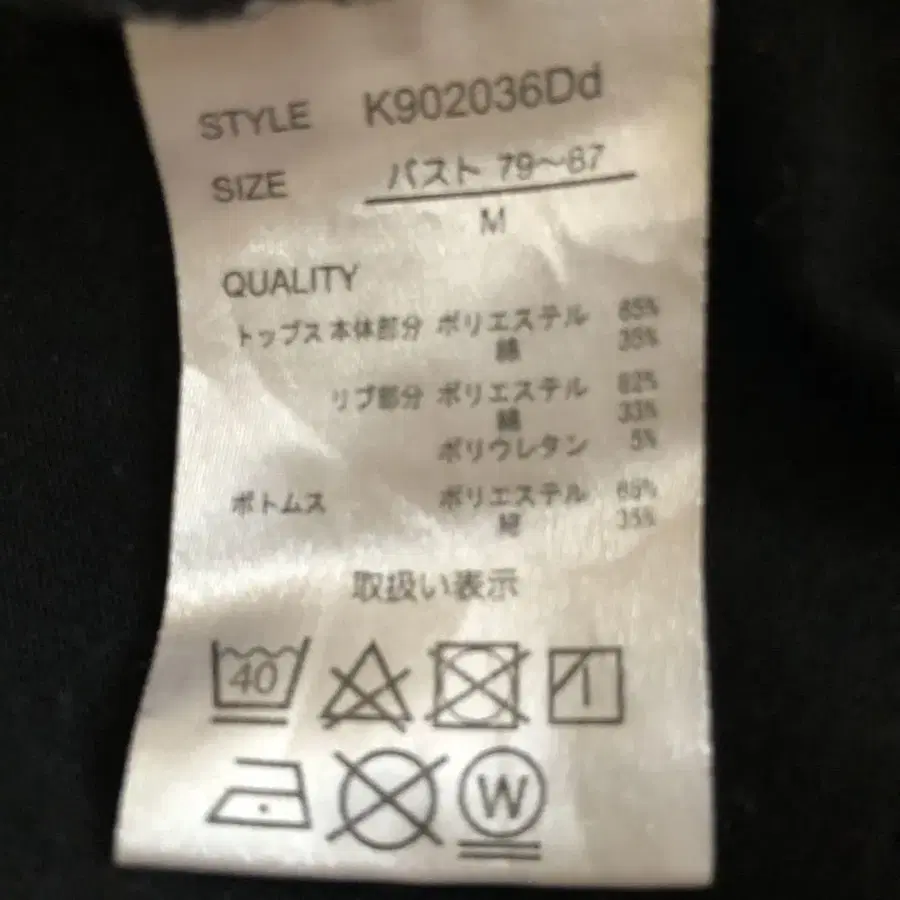 STYLE K902036Dd
SIZE バスト 79～87
M
QUALITY
トップス 本体部分 ポリエステル 65%
綿 35%
リブ部分 ポリエステル 62%
綿 33%
ポリウレタン 5%
ボトムス ポリエステル 65%
綿 35%
取扱い表示
40
W